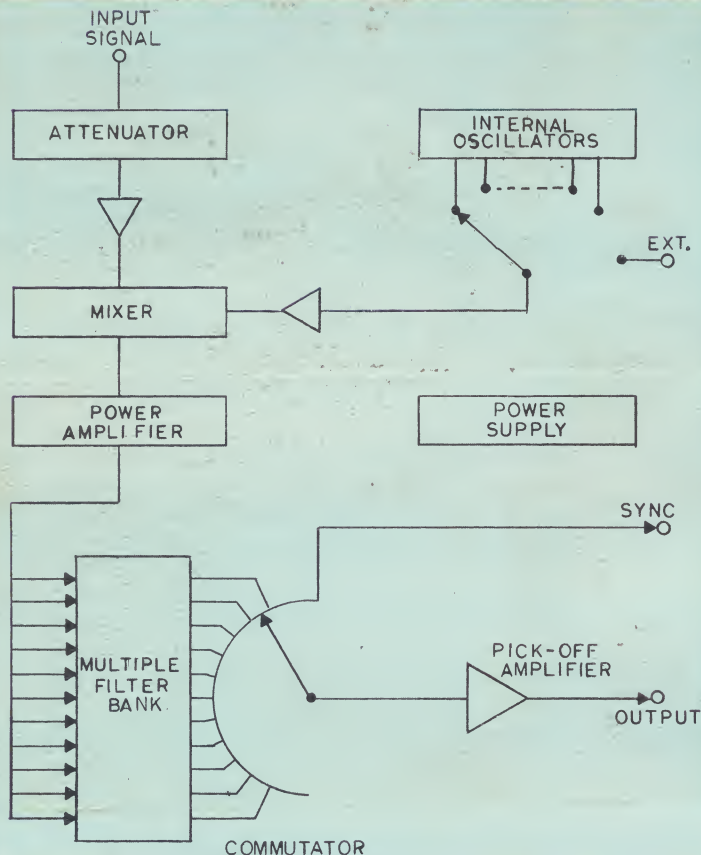 INPUT
SIGNAL
ATTENUATOR
INTERNAL
OSCILLATORS
EXT.
MIXER
POWER
AMPLIFIER
POWER
SUPPLY
SYNC
MULTIPLE
FILTER
BANK.
PICK-OFF
AMPLIFIER
OUTPUT
COMMUTATOR